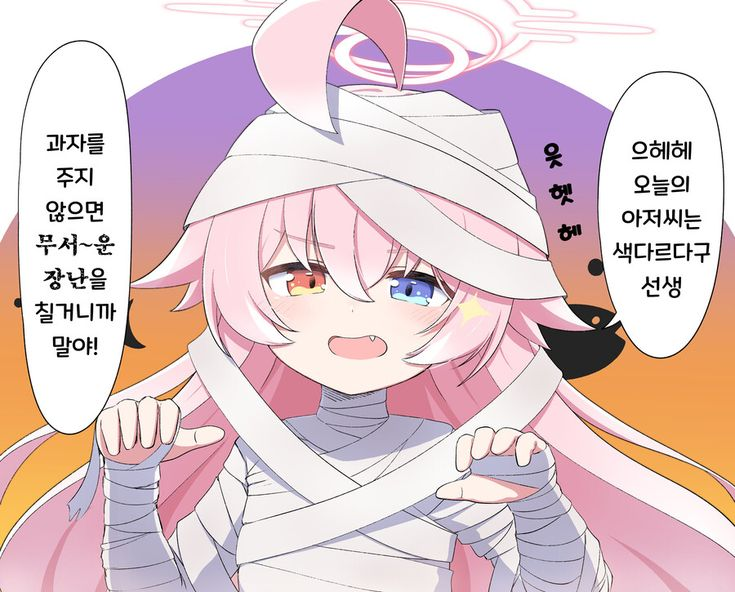 으헤헤
오늘의
아저씨는
색다르다구
선생
읏
헷
헤
과자를
주지
않으면
무서~운
장난을
칠거니까
말야!